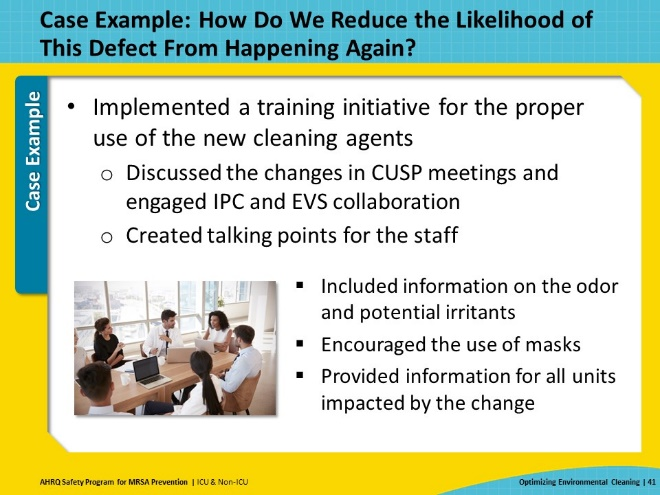 Case Example: How Do We Reduce the Likelihood of
This Defect From Happening Again?
Case Example
• Implemented a training initiative for the proper
use of the new cleaning agents
o Discussed the changes in CUSP meetings and
engaged IPC and EVS collaboration
o Created talking points for the staff
▪ Included information on the odor
and potential irritants
▪ Encouraged the use of masks
▪ Provided information for all units
impacted by the change
AHRQ Safety Program for MRSA Prevention | ICU & Non-ICU
Optimizing Environmental Cleaning | 41